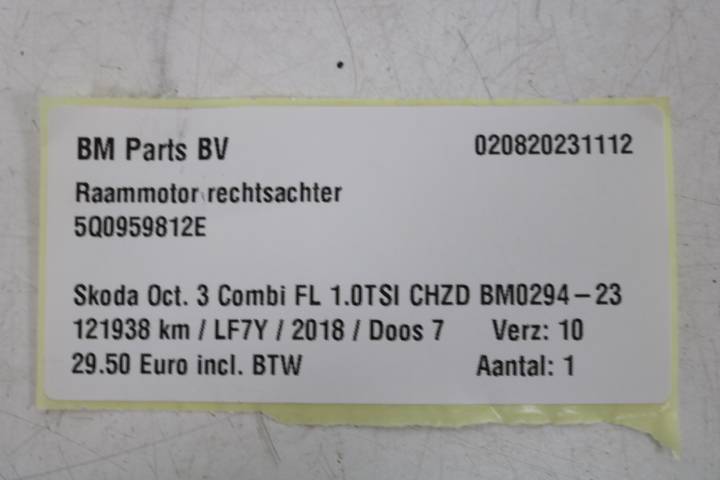 BM Parts BV 020820231112
Raammotor rechtsachter
5Q0959812E
Skoda Oct. 3 Combi FL 1.0TSI CHZD BM0294-23
121938 km / LF7Y / 2018 / Doos 7 Verz: 10
29.50 Euro incl. BTW Aantal: 1